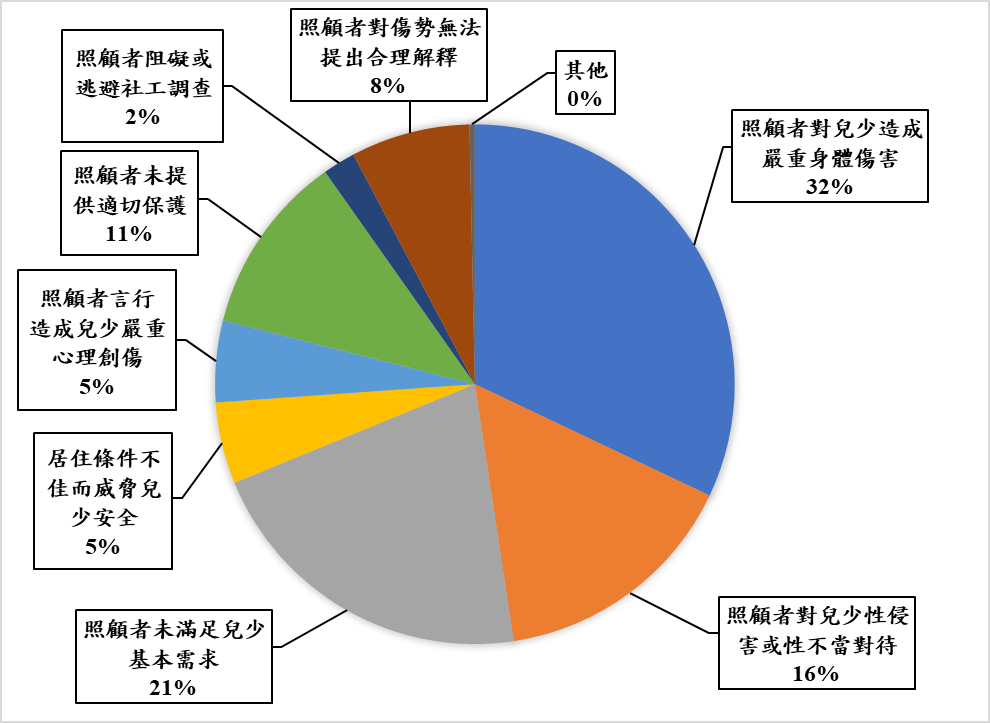 照顧者對傷勢無法
提出合理解釋
8%
其他
0%
照顧者阻礙或
逃避社工調查
2%
照顧者對兒少造成
嚴重身體傷害
32%
照顧者未提
供適切保護
11%
照顧者言行
造成兒少嚴重
心理創傷
5%
居住條件不
佳而威脅兒
少安全
5%
照顧者未滿足兒少
基本需求
21%
照顧者對兒少性侵
害或性不當對待
16%